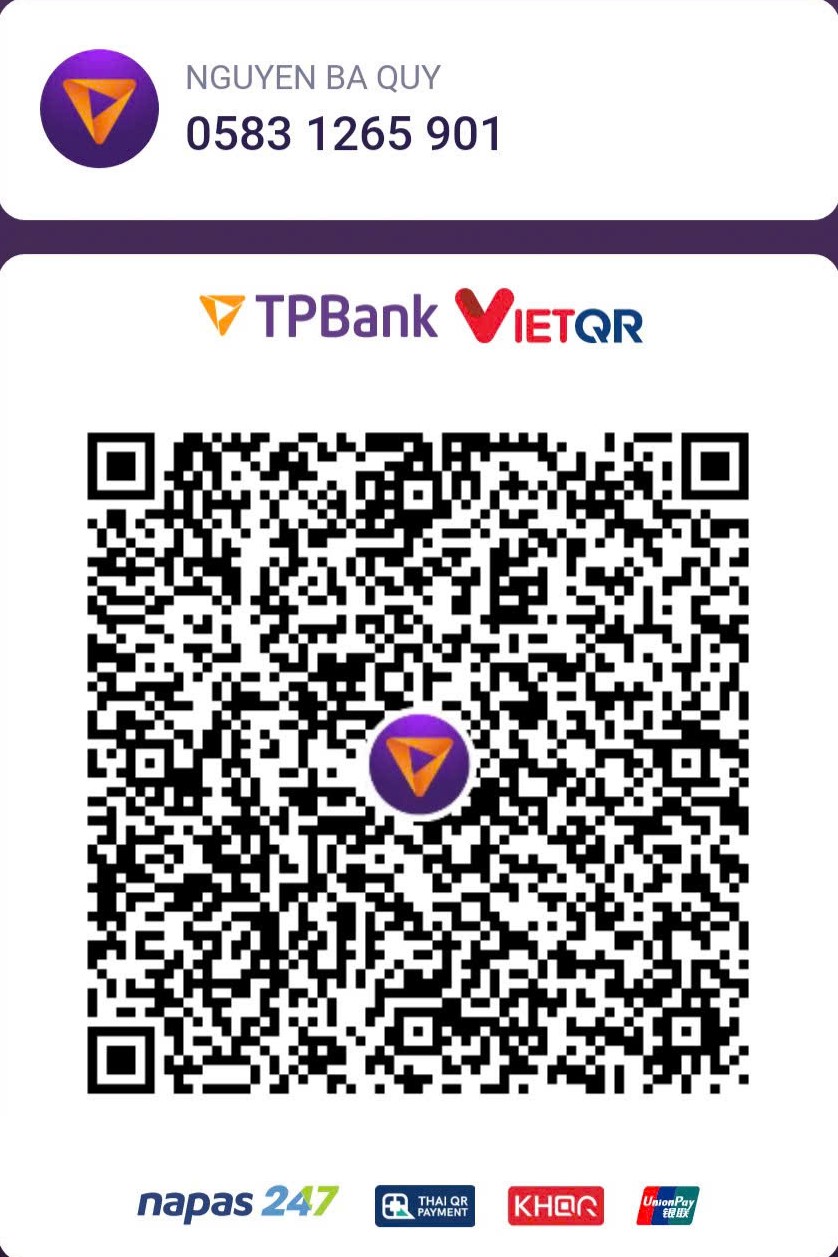 NGUYEN BA QUY
0583 1265 901
TPBank VIETQR
napas 247 THAI QR PAYMENT KHQR UnionPay 银联